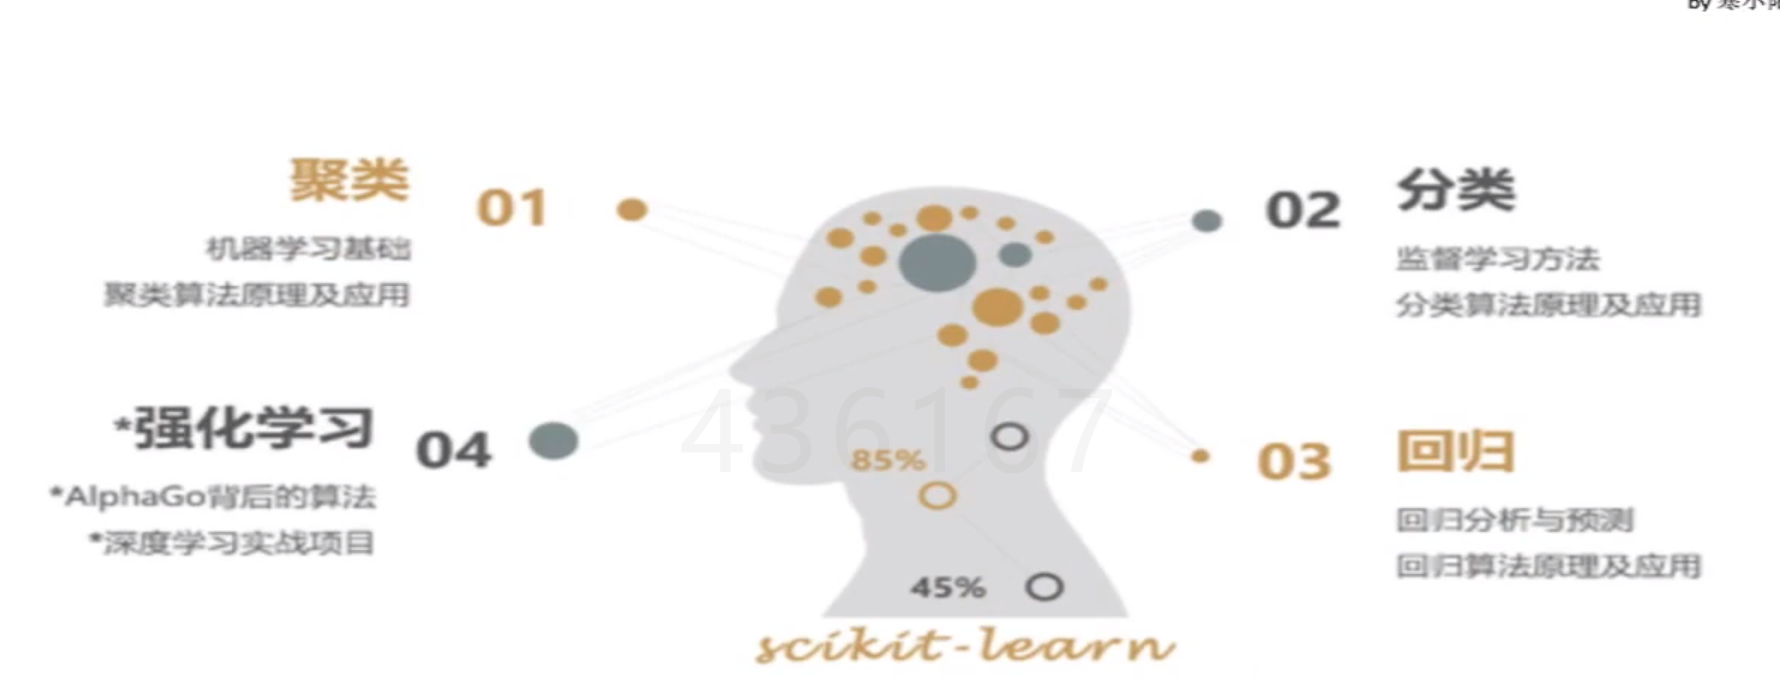 by 寒小
聚类
01
机器学习基础
聚类算法原理及应用
02
分类
监督学习方法
分类算法原理及应用
*强化学习
04
*AlphaGo背后的算法
*深度学习实战项目
03
回归
回归分析与预测
回归算法原理及应用
436167
85%
45%
scikit-learn